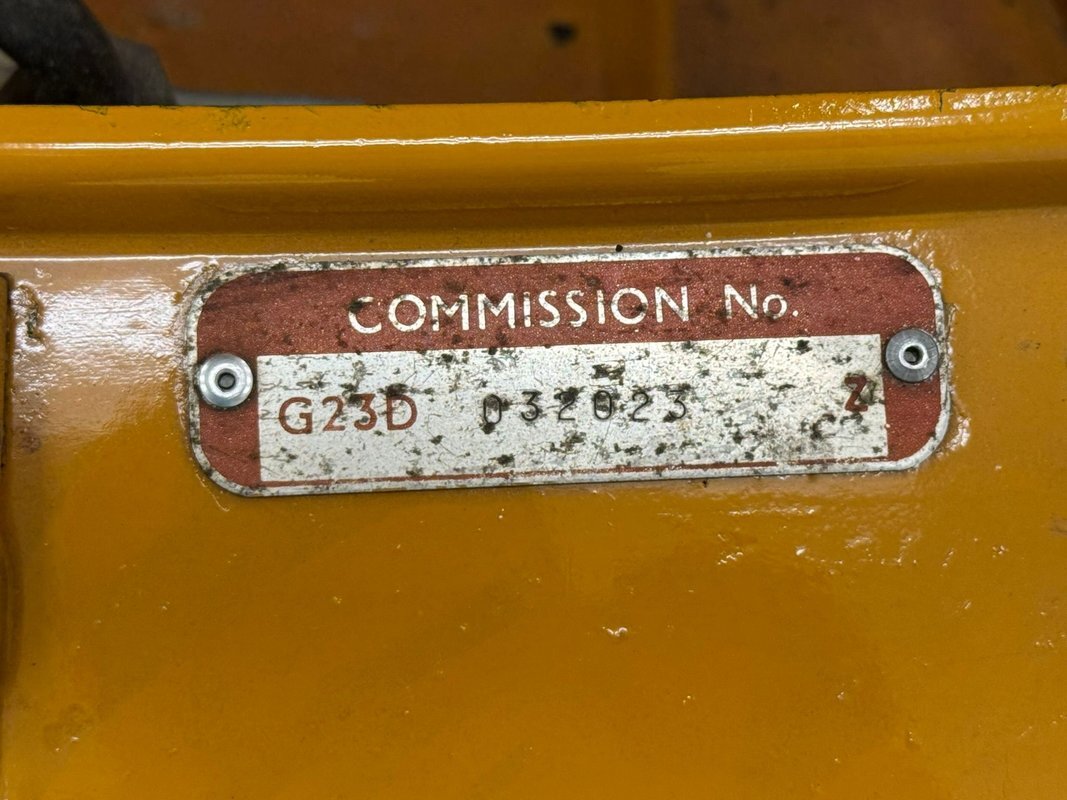 COMMISSION No.
G23D 032023 Z